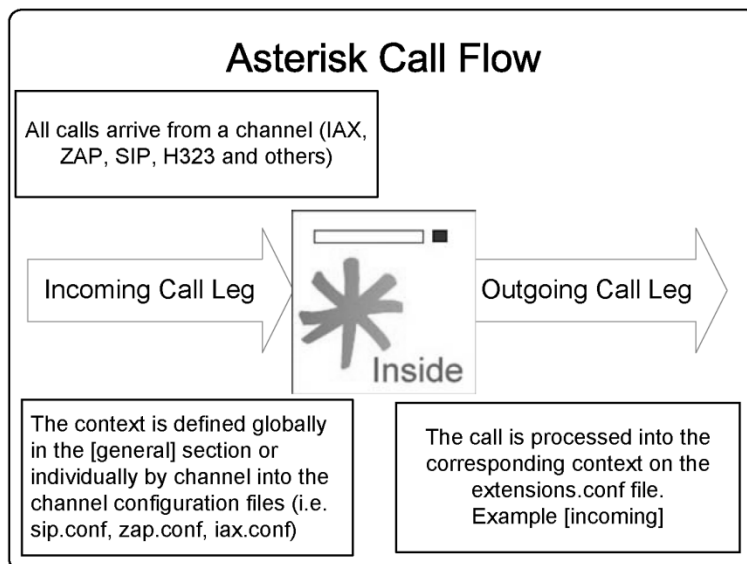 Asterisk Call Flow
All calls arrive from a channel (IAX,
ZAP, SIP, H323 and others)
Incoming Call Leg
Inside
Outgoing Call Leg
The context is defined globally
in the [general] section or
individually by channel into the
channel configuration files (i.e.
sip.conf, zap.conf, iax.conf)
The call is processed into the
corresponding context on the
extensions.conf file.
Example [incoming]